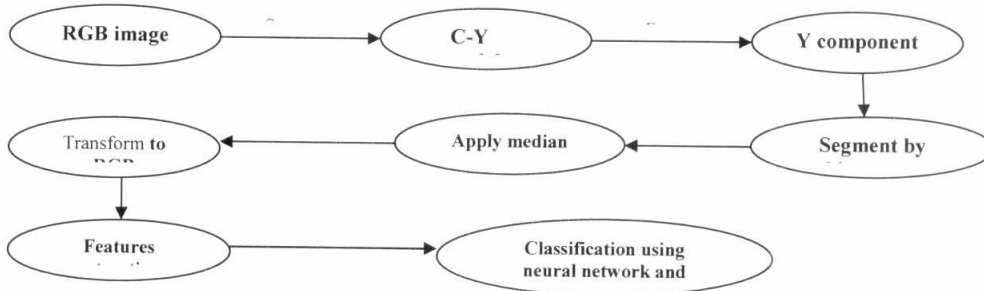 RGB image
C-Y
Y component
Transform to
Apply median
Segment by
Features
Classification using
neural network and